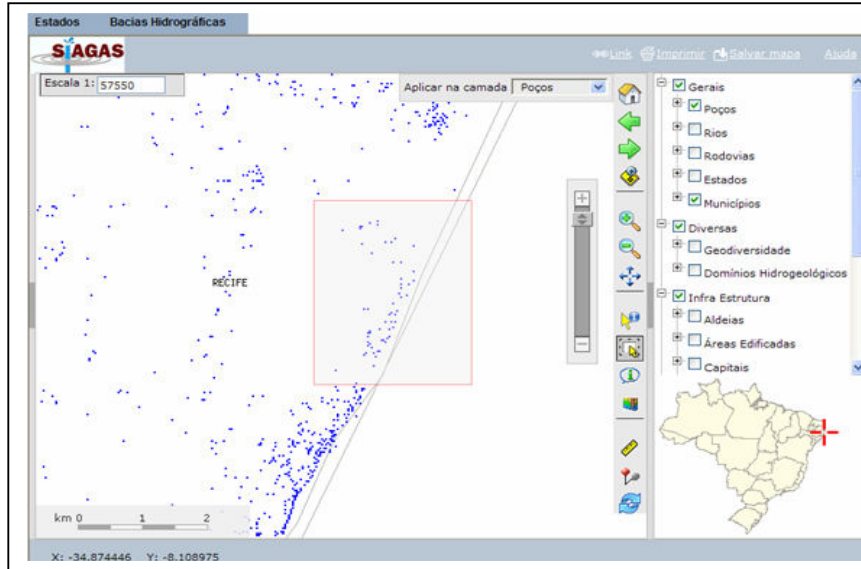 Estados Bacias Hidrográficas
SIAGAS
Link Imprimir Salvar mapa Ajuda
Escala 1: 57550
Aplicar na camada Poços
Gerais
Poços
Rios
Rodovias
Estados
Municípios
Diversas
Geodiversidade
Domínios Hidrogeológicos
Infra Estrutura
Aldeias
Áreas Edificadas
Capitais
RECIFE
km 0 1 2
X: -34.874446 Y: -8.108975